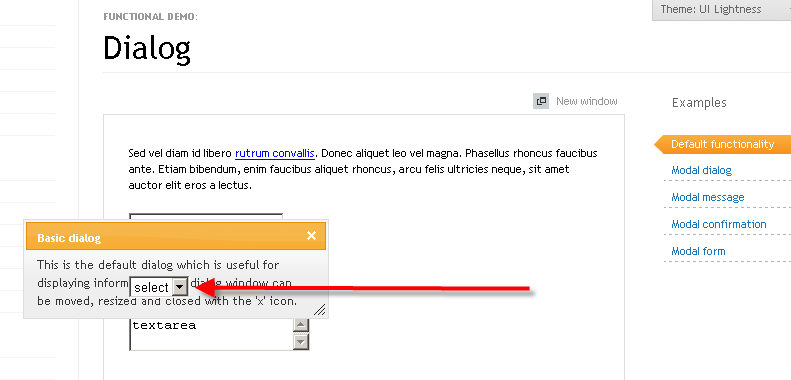 FUNCTIONAL DEMO:
Theme: UI Lightness
Dialog
New window
Examples
Sed vel diam id libero rutrum convallis. Donec aliquet leo vel magna. Phasellus rhoncus faucibus
ante. Etiam bibendum, enim faucibus aliquet rhoncus, arcu felis ultricies neque, sit amet
auctor elit eros a lectus.
Default functionality
Modal dialog
Modal message
Modal confirmation
Modal form
Basic dialog
This is the default dialog which is useful for
displaying inform dialog window can
select
be moved, resized and closed with the 'x' icon.
textarea